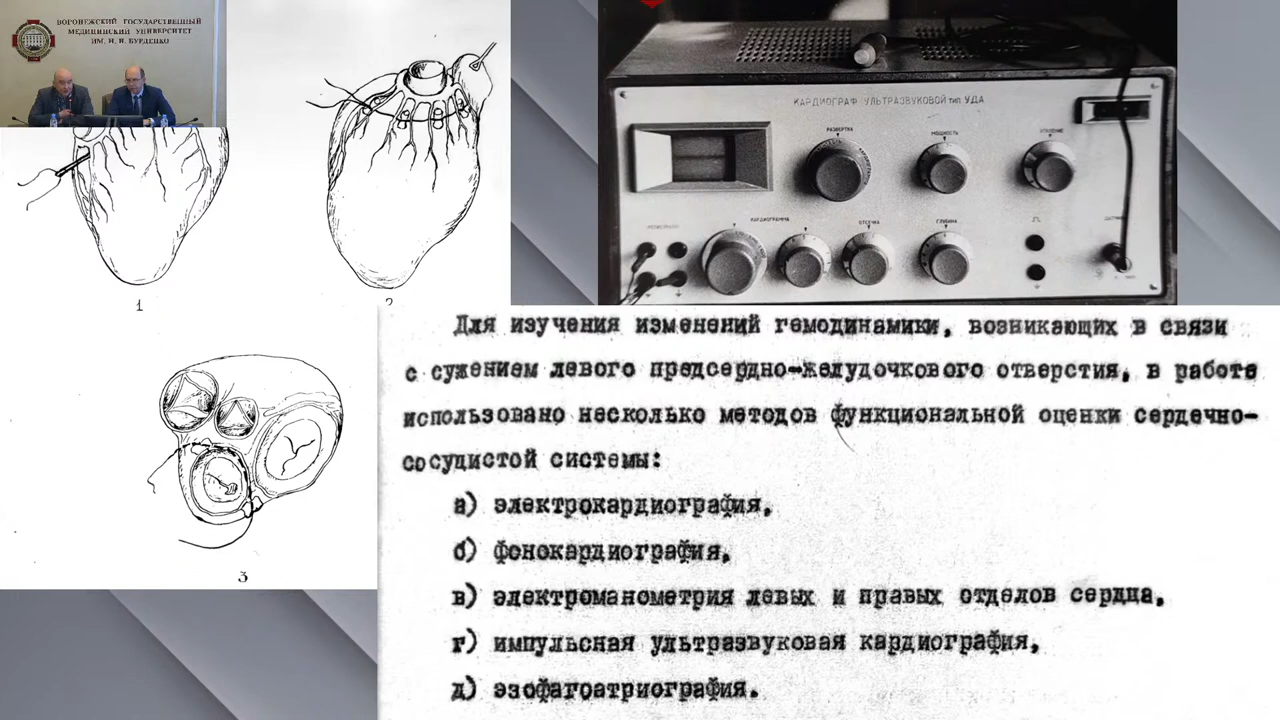 ВОРОНЕЖСКИЙ ГОСУДАРСТВЕННЫЙ
МЕДИЦИНСКИЙ УНИВЕРСИТЕТ
ИМ. Н. Н. БУРДЕНКО
1
2
3
КАРДИОГРАФ УЛЬТРАЗВУКОВОЙ тип УДА
РАЗВЕРТКА
МОЩНОСТЬ
УСИЛЕНИЕ
КАРДИОГРАММА
ОТСЕЧКА
ГЛУБИНА
Для изучения изменений гемодинамики, возникающих в связи
с сужением левого предсердно-желудочкового отверстия, в работе
использовано несколько методов функциональной оценки сердечно-
сосудистой системы:
а) электрокардиография,
б) фонокардиография,
в) электроманометрия левых и правых отделов сердца,
г) импульсная ультразвуковая кардиография,
д) эзофагоатриография.